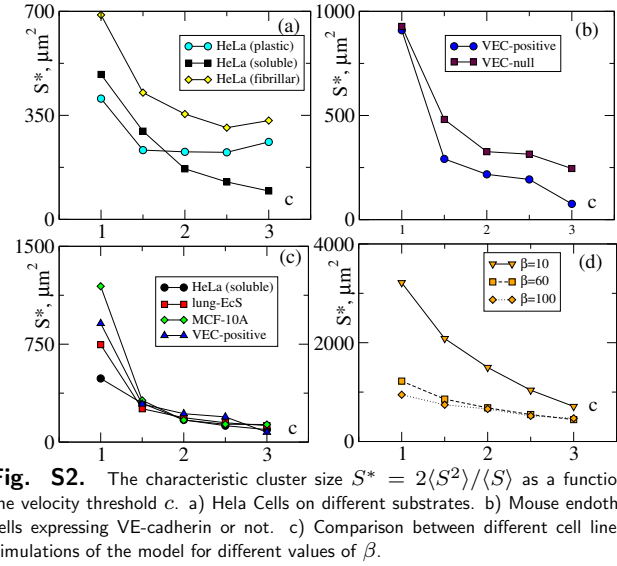 700
350
0
S*, μm²
(a)
HeLa (plastic)
HeLa (soluble)
HeLa (fibrillar)
c
1
2
3
1000
500
0
S*, μm²
(b)
VEC-positive
VEC-null
c
1
2
3
1500
750
0
S*, μm²
(c)
HeLa (soluble)
lung-EcS
MCF-10A
VEC-positive
c
1
2
3
4000
2000
0
S*, μm²
(d)
β=10
β=60
β=100
c
1
2
3
Fig. S2. The characteristic cluster size S* = 2⟨S²⟩/⟨S⟩ as a functio
he velocity threshold c. a) Hela Cells on different substrates. b) Mouse endoth
ells expressing VE-cadherin or not. c) Comparison between different cell line
imulations of the model for different values of β.